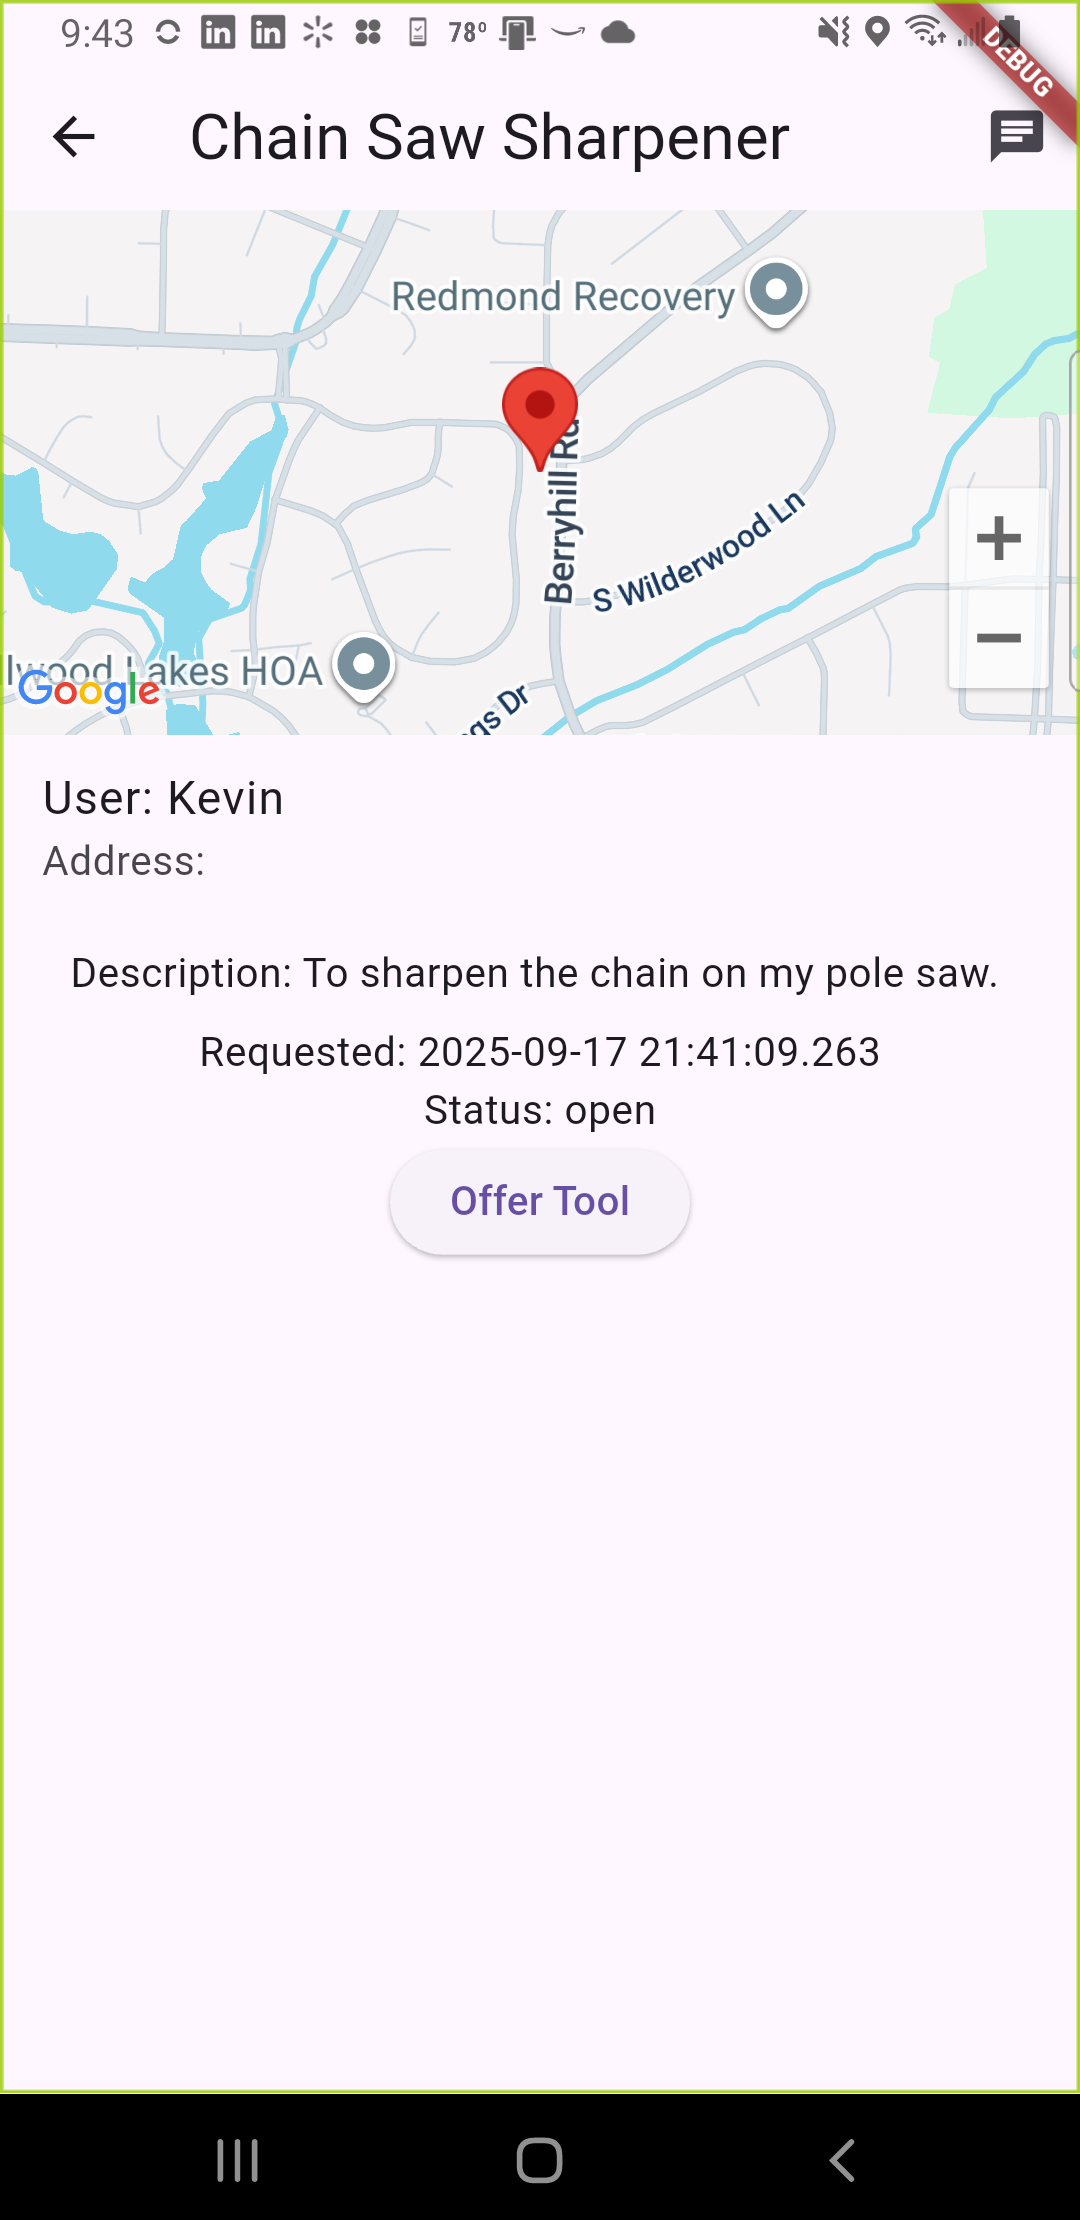 9:43
in
in
78°
DEBUG
Chain Saw Sharpener
Redmond Recovery
Berryhill Rd
S Wilderwood Ln
lwood Lakes HOA
Google
gs Dr
User: Kevin
Address:
Description: To sharpen the chain on my pole saw.
Requested: 2025-09-17 21:41:09.263
Status: open
Offer Tool